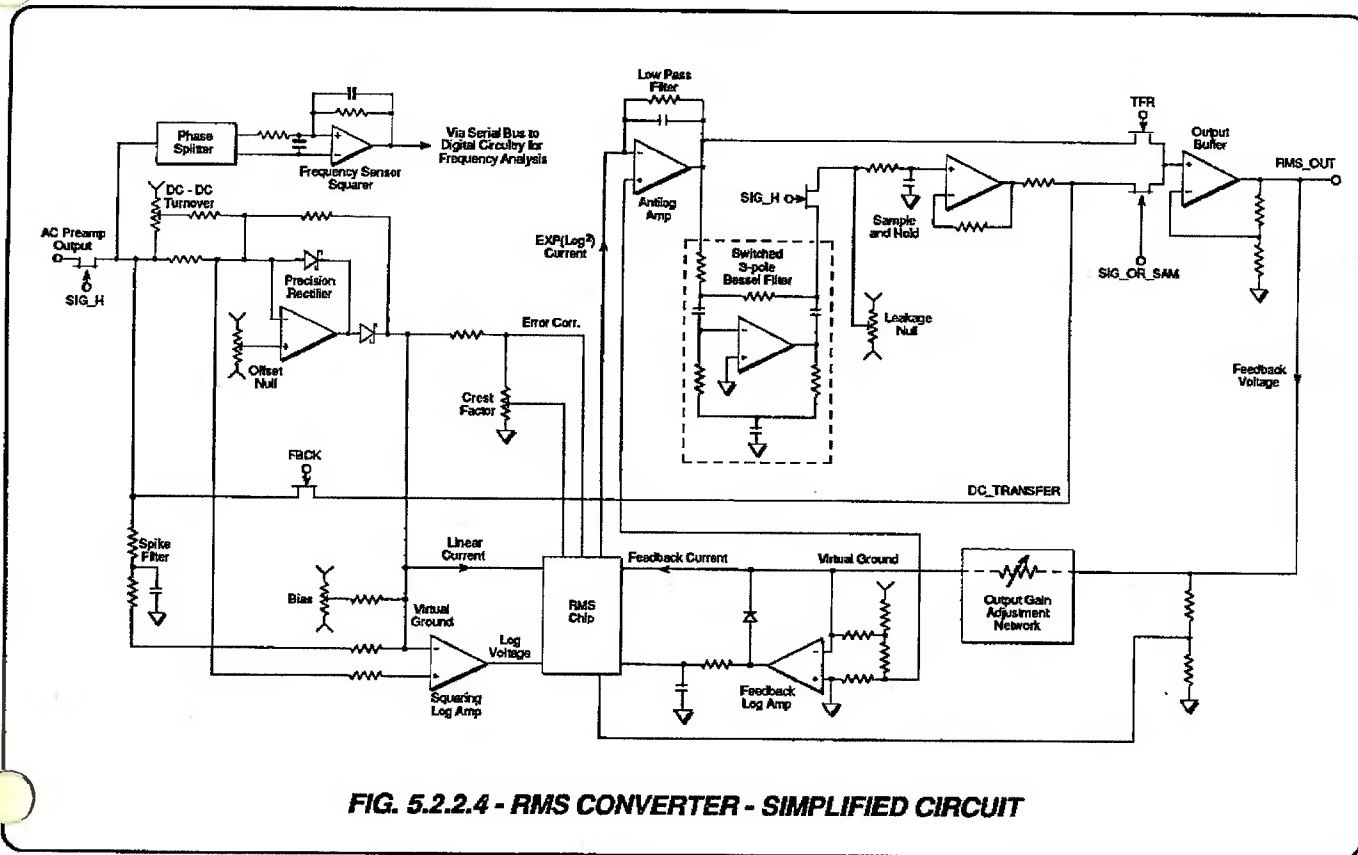 Low Pass
Filter
TFR
Phase
Splitter
Via Serial Bus to
Digital Circuitry for
Frequency Analysis
Output
Buffer
Frequency Sensor
Squarer
RMS_OUT
DC - DC
Turnover
SIG_H
Antilog
Amp
Sample
and Hold
AC Preamp
Output
EXP(Log²)
Current
Switched
3-pole
Bessel Filter
SIG_OR_SAM
SIG_H
Precision
Rectifier
Error Corr.
Leakage
Null
Offset
Null
Feedback
Voltage
Crest
Factor
FBCK
DC_TRANSFER
Spike
Filter
Linear
Current
Feedback Current
Virtual Ground
Bias
Virtual
Ground
RMS
Chip
Output Gain
Adjustment
Network
Log
Voltage
Squaring
Log Amp
Feedback
Log Amp
FIG. 5.2.2.4 - RMS CONVERTER - SIMPLIFIED CIRCUIT